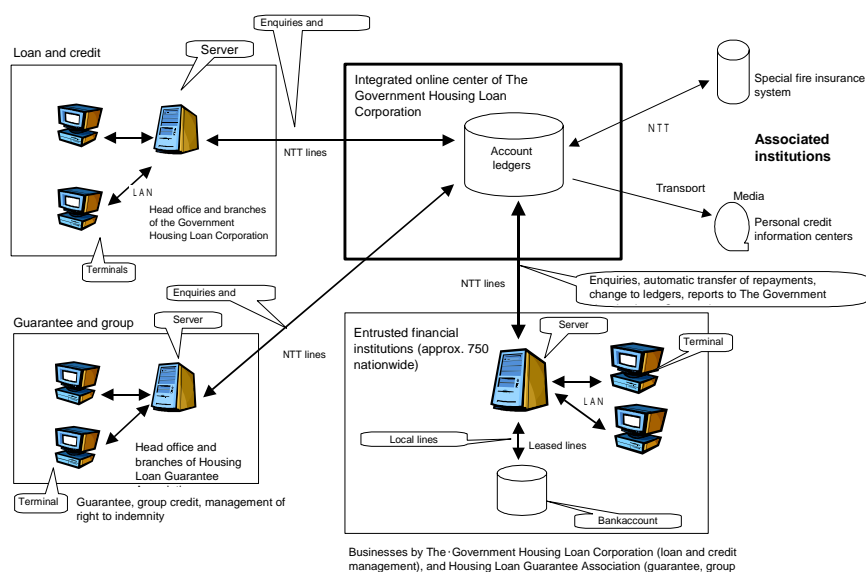 Enquiries and
Loan and credit
Server
Integrated online center of The
Government Housing Loan
Corporation
Special fire insurance
system
NTT
Associated
institutions
Account
ledgers
NTT lines
LAN
Head office and branches
of the Government
Housing Loan Corporation
Transport
Media
Personal credit
information centers
Terminals
Enquiries and
NTT lines
Enquiries, automatic transfer of repayments,
change to ledgers, reports to The Government
Guarantee and group
Server
NTT lines
Entrusted financial
institutions (approx. 750
nationwide)
Server
Terminal
LAN
Local lines
Leased lines
Head office and
branches of Housing
Loan Guarantee
Terminal
Guarantee, group credit, management of
right to indemnity
Bankaccount
Businesses by The·Government Housing Loan Corporation (loan and credit
management), and Housing Loan Guarantee Association (guarantee, group